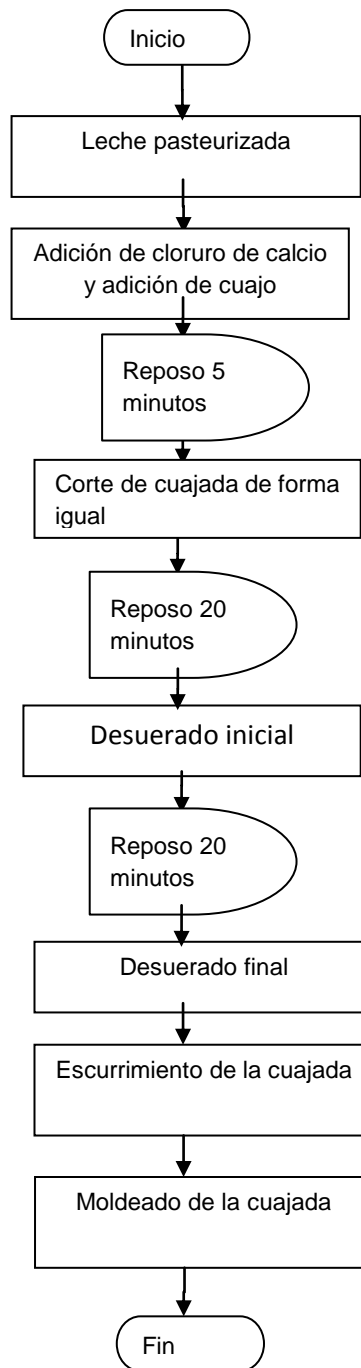 Inicio
Leche pasteurizada
Adición de cloruro de calcio
y adición de cuajo
Reposo 5
minutos
Corte de cuajada de forma
igual
Reposo 20
minutos
Desuerado inicial
Reposo 20
minutos
Desuerado final
Escurrimiento de la cuajada
Moldeado de la cuajada
Fin